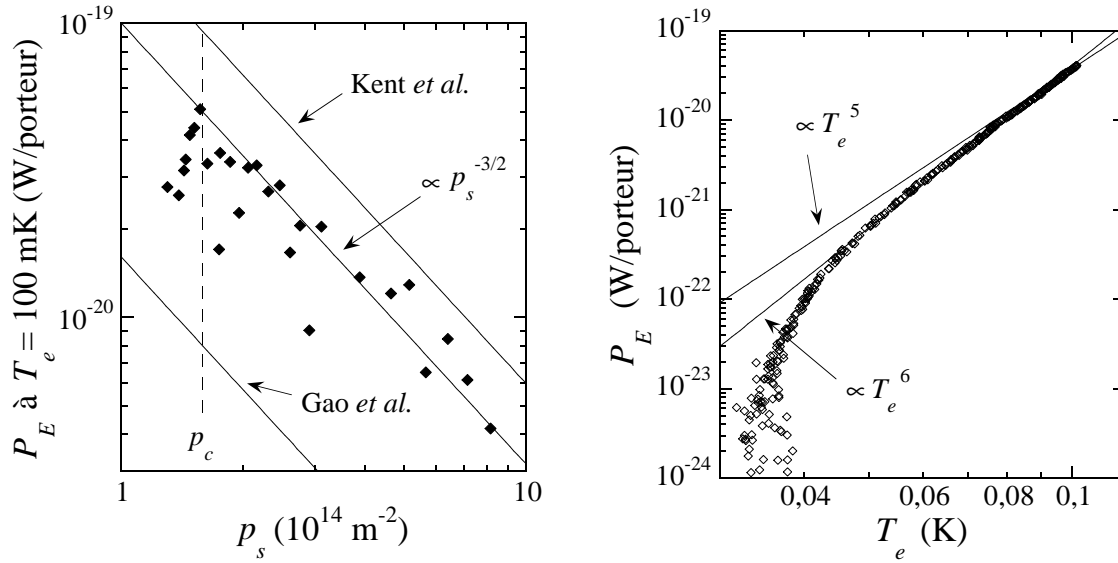 10^-19
10^-20
P_E à T_e = 100 mK (W/porteur)
Kent et al.
∝ p_s^-3/2
Gao et al.
p_c
1
10
p_s (10^14 m^-2)
10^-19
10^-20
10^-21
10^-22
10^-23
10^-24
P_E (W/porteur)
∝ T_e^5
∝ T_e^6
0,04
0,06
0,08
0,1
T_e (K)